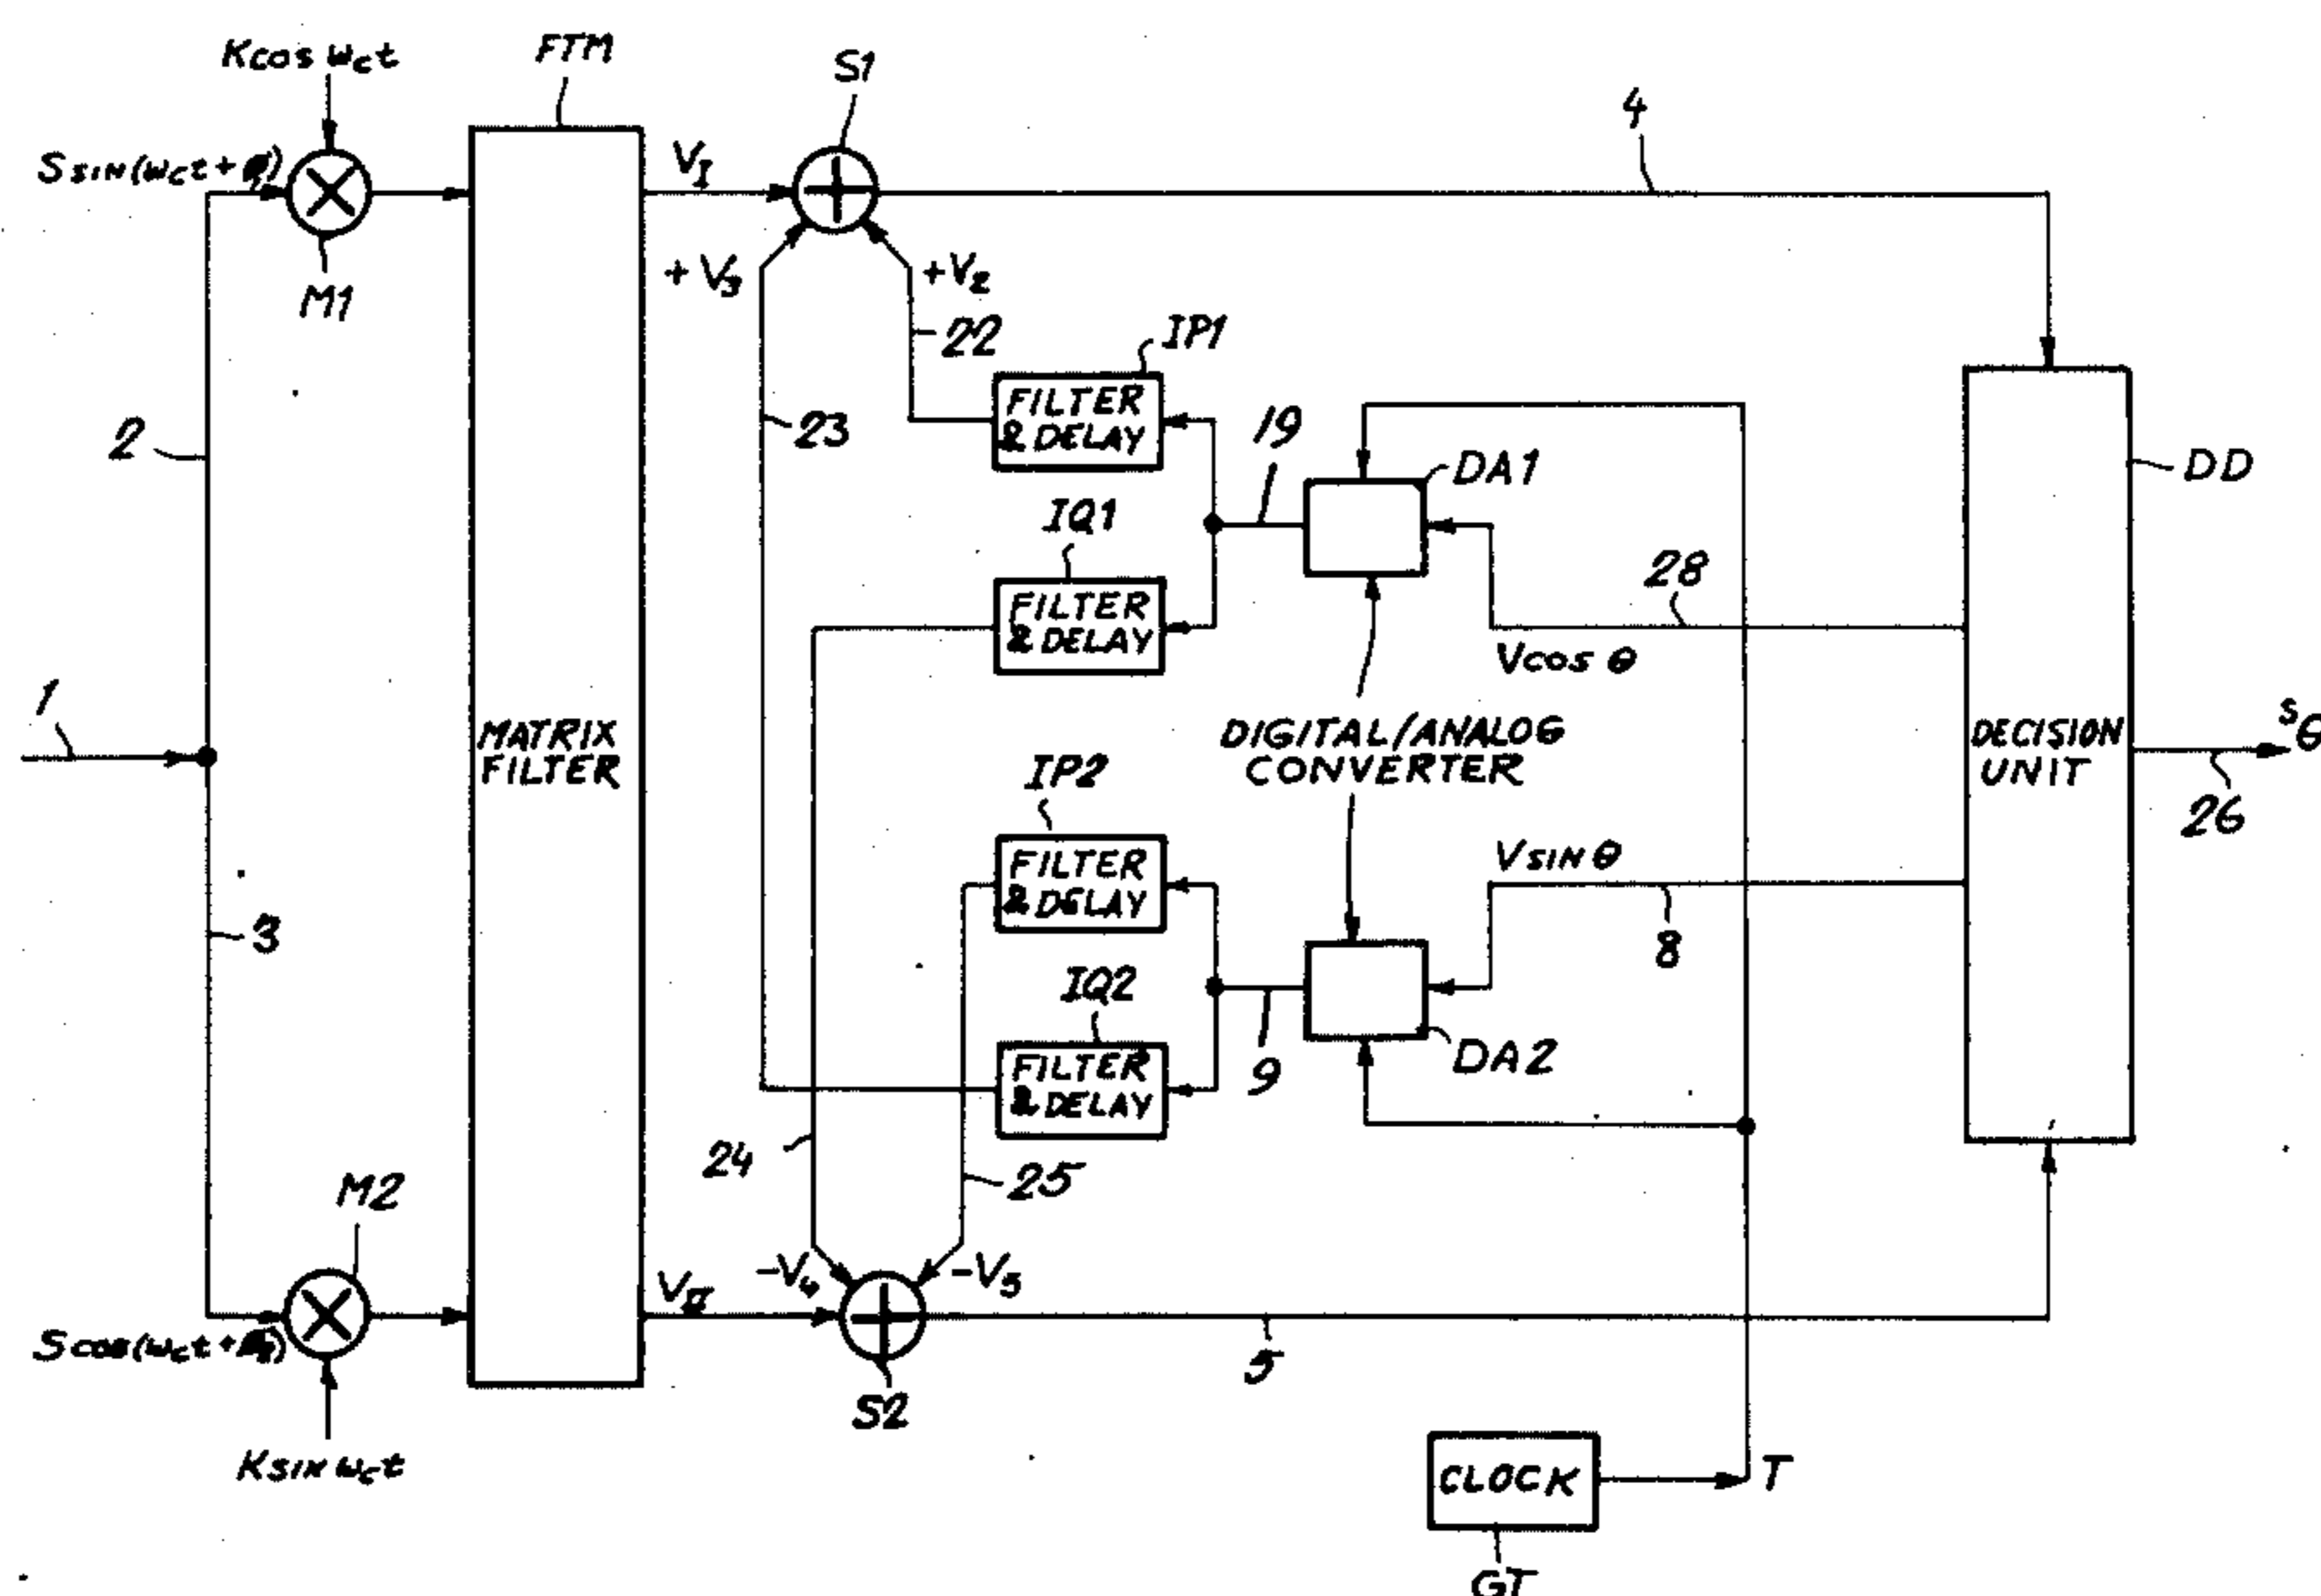 Kcos wct
FTM
S1
4
Ssin(wct+ø)
VI
M1
+V3
+V2
22
IP1
FILTER
& DELAY
23
19
2
DA1
DD
IQ1
FILTER
& DELAY
28
Vcos θ
1
MATRIX
FILTER
DIGITAL/ANALOG
CONVERTER
DECISION
UNIT
sθ
26
IP2
FILTER
& DELAY
Vsin θ
8
3
IQ2
FILTER
& DELAY
9
DA2
24
25
M2
-V4
-V5
Scos(wct+ø)
5
S2
Ksin wct
CLOCK
T
GT